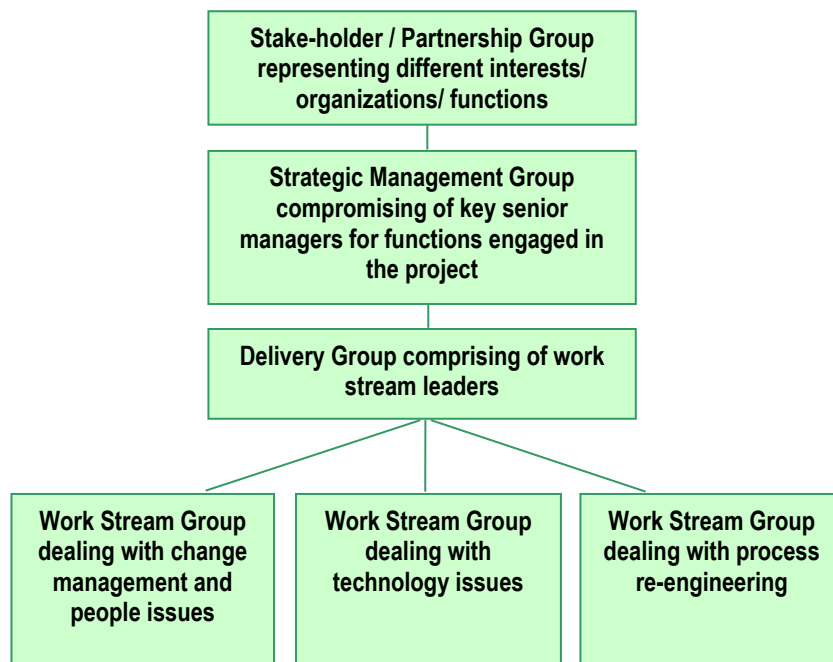 Stake-holder / Partnership Group
representing different interests/
organizations/ functions
Strategic Management Group
compromising of key senior
managers for functions engaged in
the project
Delivery Group comprising of work
stream leaders
Work Stream Group
dealing with change
management and
people issues
Work Stream Group
dealing with
technology issues
Work Stream Group
dealing with process
re-engineering